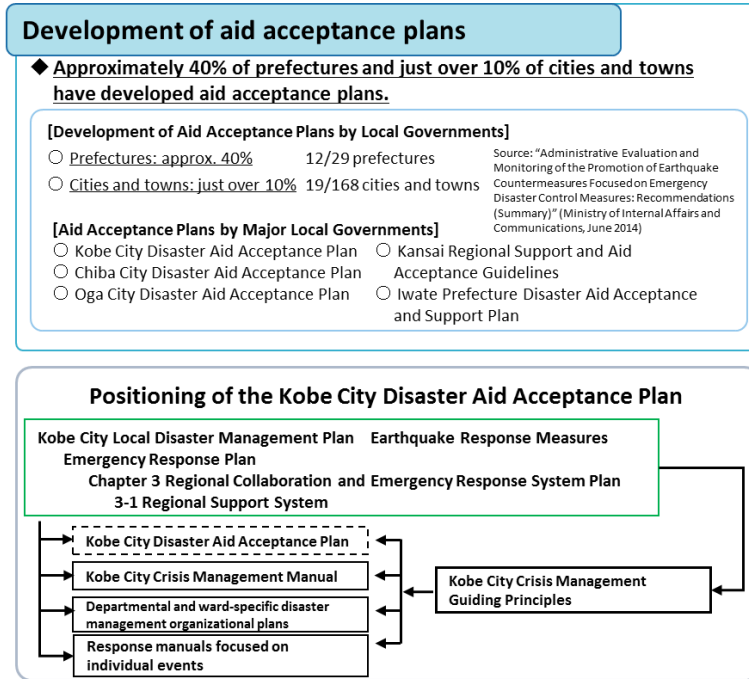 Development of aid acceptance plans
◆ Approximately 40% of prefectures and just over 10% of cities and towns
have developed aid acceptance plans.
[Development of Aid Acceptance Plans by Local Governments]
○ Prefectures: approx. 40% 12/29 prefectures
○ Cities and towns: just over 10% 19/168 cities and towns
Source: “Administrative Evaluation and
Monitoring of the Promotion of Earthquake
Countermeasures Focused on Emergency
Disaster Control Measures: Recommendations
(Summary)” (Ministry of Internal Affairs and
Communications, June 2014)
[Aid Acceptance Plans by Major Local Governments]
○ Kobe City Disaster Aid Acceptance Plan
○ Chiba City Disaster Aid Acceptance Plan
○ Oga City Disaster Aid Acceptance Plan
○ Kansai Regional Support and Aid
Acceptance Guidelines
○ Iwate Prefecture Disaster Aid Acceptance
and Support Plan
Positioning of the Kobe City Disaster Aid Acceptance Plan
Kobe City Local Disaster Management Plan Earthquake Response Measures
Emergency Response Plan
Chapter 3 Regional Collaboration and Emergency Response System Plan
3-1 Regional Support System
Kobe City Disaster Aid Acceptance Plan
Kobe City Crisis Management Manual
Departmental and ward-specific disaster
management organizational plans
Response manuals focused on
individual events
Kobe City Crisis Management
Guiding Principles